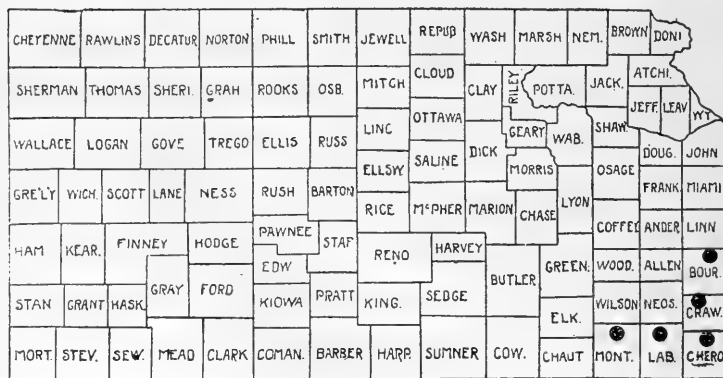 CHEYENNE RAWLINS DECATUR NORTON PHILL SMITH JEWELL REPUB WASH MARSH NEM. BROWN DONI
SHERMAN THOMAS SHERI. GRAH ROOKS OSB. MITCH CLOUD CLAY RILEY POTTA. JACK. ATCHI.
JEFF. LEAV WY.
WALLACE LOGAN GOVE TREGO ELLIS RUSS LINC OTTAWA DICK GEARY WAB. SHAW. DOUG. JOHN
ELLSW. SALINE MORRIS OSAGE
GRE'L'Y WICH. SCOTT LANE NESS RUSH BARTON RICE McPHER MARION CHASE LYON FRANK. MIAMI
COFFEY ANDER LINN
HAM KEAR. FINNEY HODGE PAWNEE STAF RENO HARVEY BUTLER GREEN. WOOD. ALLEN BOUR.
EDW
STAN GRANT HASK. GRAY FORD KIOWA PRATT KING. SEDGE ELK. WILSON NEOS. CRAW.
MORT. STEV. SEW. MEAD CLARK COMAN. BARBER HARP. SUMNER COW. CHAUT MONT. LAB. CHERO